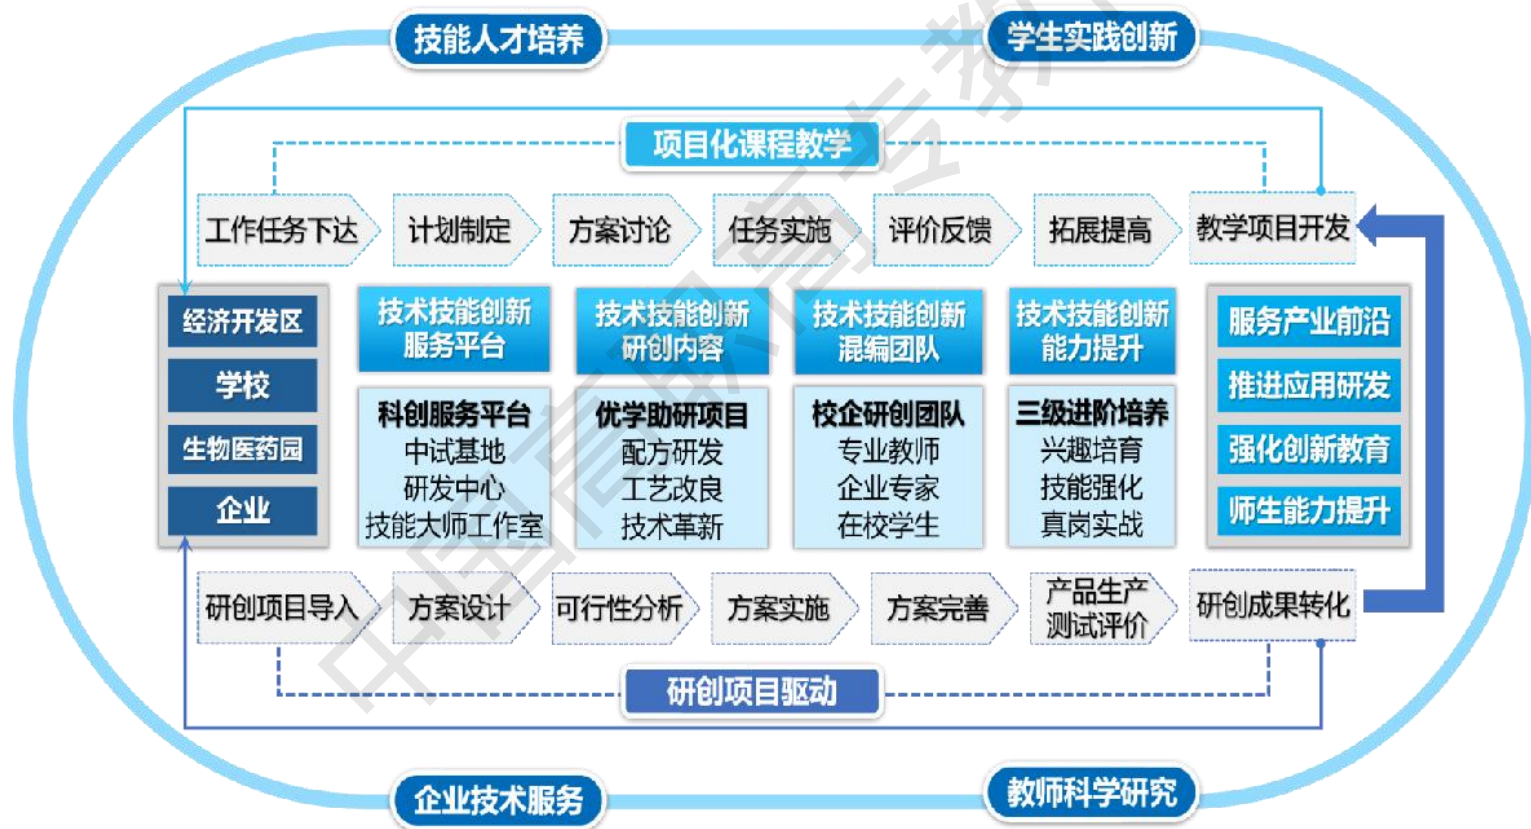 技能人才培养
学生实践创新
项目化课程教学
工作任务下达
计划制定
方案讨论
任务实施
评价反馈
拓展提高
教学项目开发
经济开发区
学校
生物医药园
企业
技术技能创新
服务平台
科创服务平台
中试基地
研发中心
技能大师工作室
技术技能创新
研创内容
优学助研项目
配方研发
工艺改良
技术革新
技术技能创新
混编团队
校企研创团队
专业教师
企业专家
在校学生
技术技能创新
能力提升
三级进阶培养
兴趣培育
技能强化
真岗实战
服务产业前沿
推进应用研发
强化创新教育
师生能力提升
研创项目导入
方案设计
可行性分析
方案实施
方案完善
产品生产
测试评价
研创成果转化
研创项目驱动
企业技术服务
教师科学研究
中国高职高专教